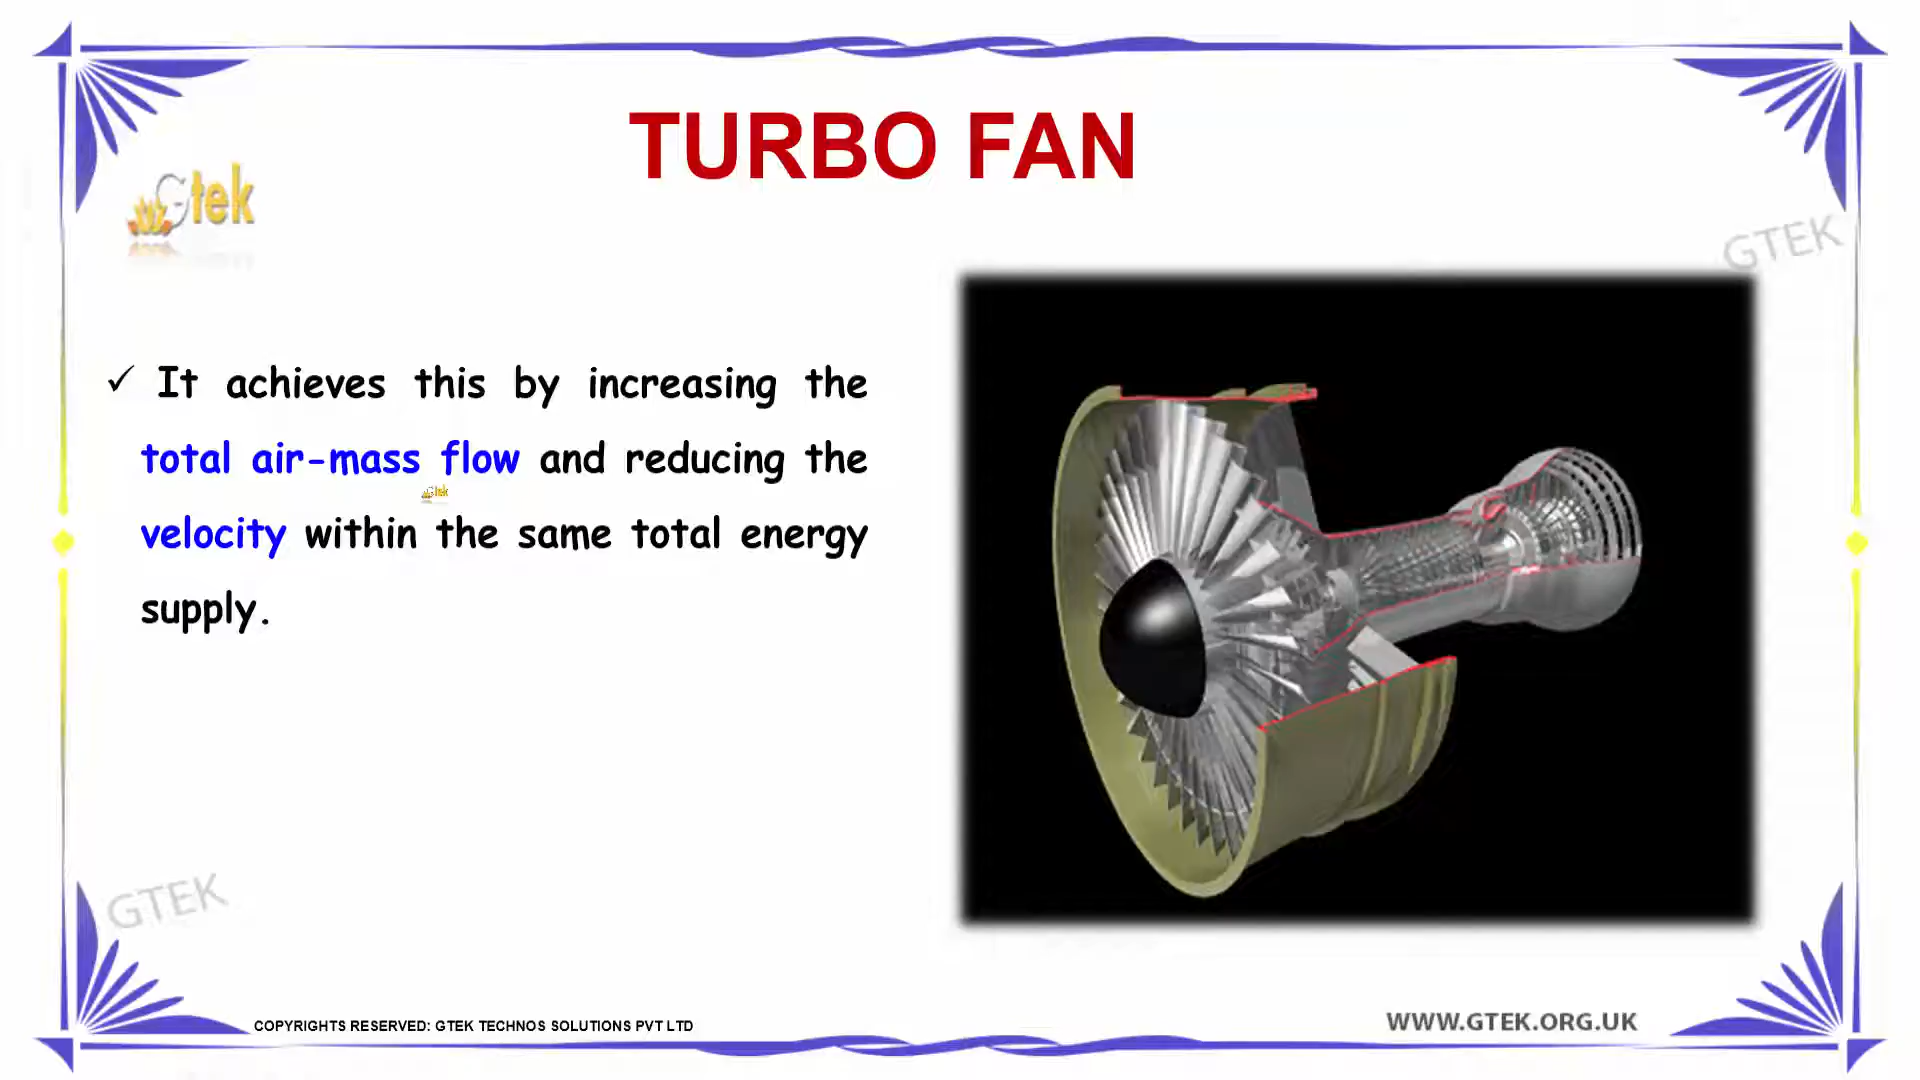 TURBO FAN
Gtek
GTEK
✓ It achieves this by increasing the
total air-mass flow and reducing the
Gtek
velocity within the same total energy
supply.
GTEK
COPYRIGHTS RESERVED: GTEK TECHNOS SOLUTIONS PVT LTD
WWW.GTEK.ORG.UK